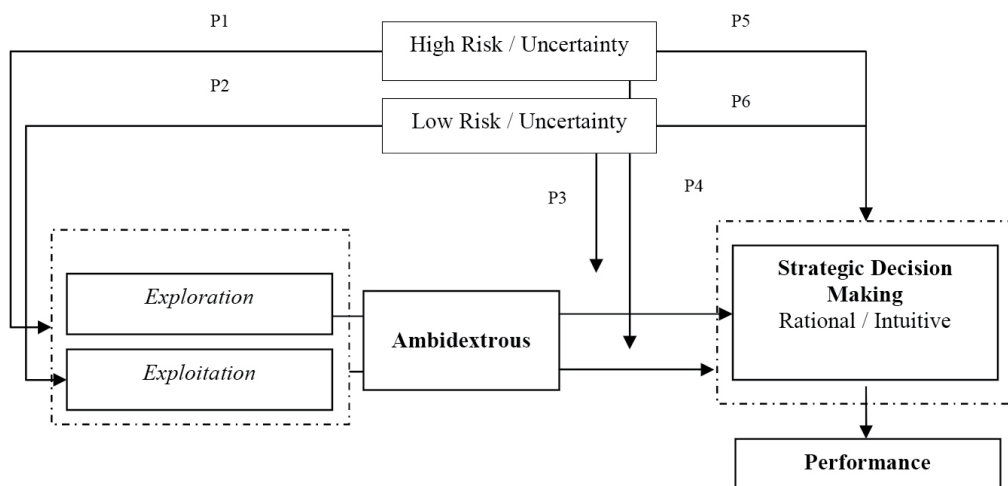 P1
High Risk / Uncertainty
P5
P2
Low Risk / Uncertainty
P6
P3
P4
Exploration
Exploitation
Ambidextrous
Strategic Decision
Making
Rational / Intuitive
Performance